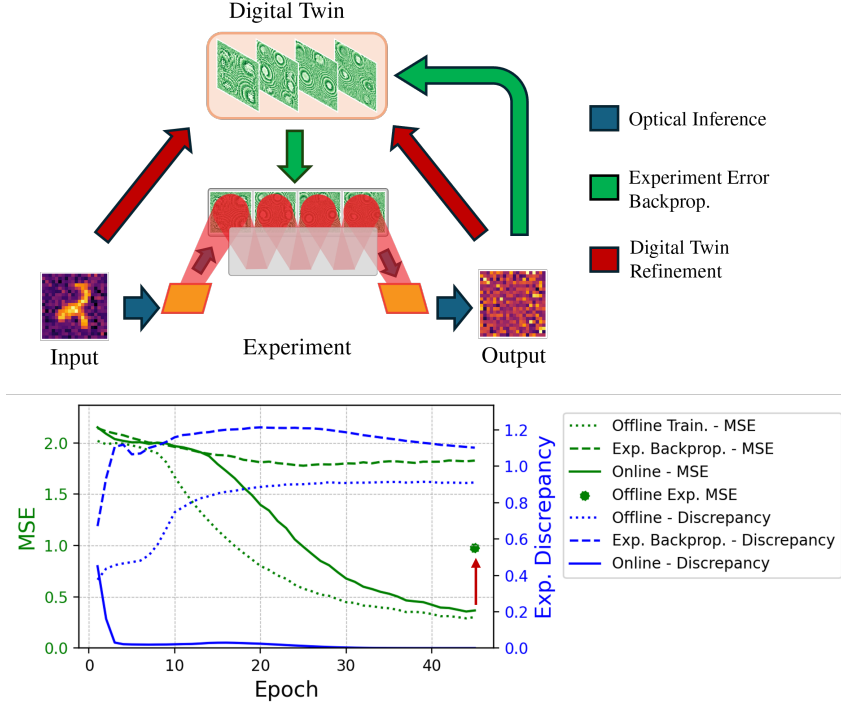 Digital Twin
Optical Inference
Experiment Error
Backprop.
Digital Twin
Refinement
Input
Experiment
Output
MSE
2.0
1.5
1.0
0.5
0.0
1.2
1.0
0.8
0.6
0.4
0.2
0.0
Exp. Discrepancy
0
10
20
30
40
Epoch
Offline Train. - MSE
Exp. Backprop. - MSE
Online - MSE
Offline Exp. MSE
Offline - Discrepancy
Exp. Backprop. - Discrepancy
Online - Discrepancy